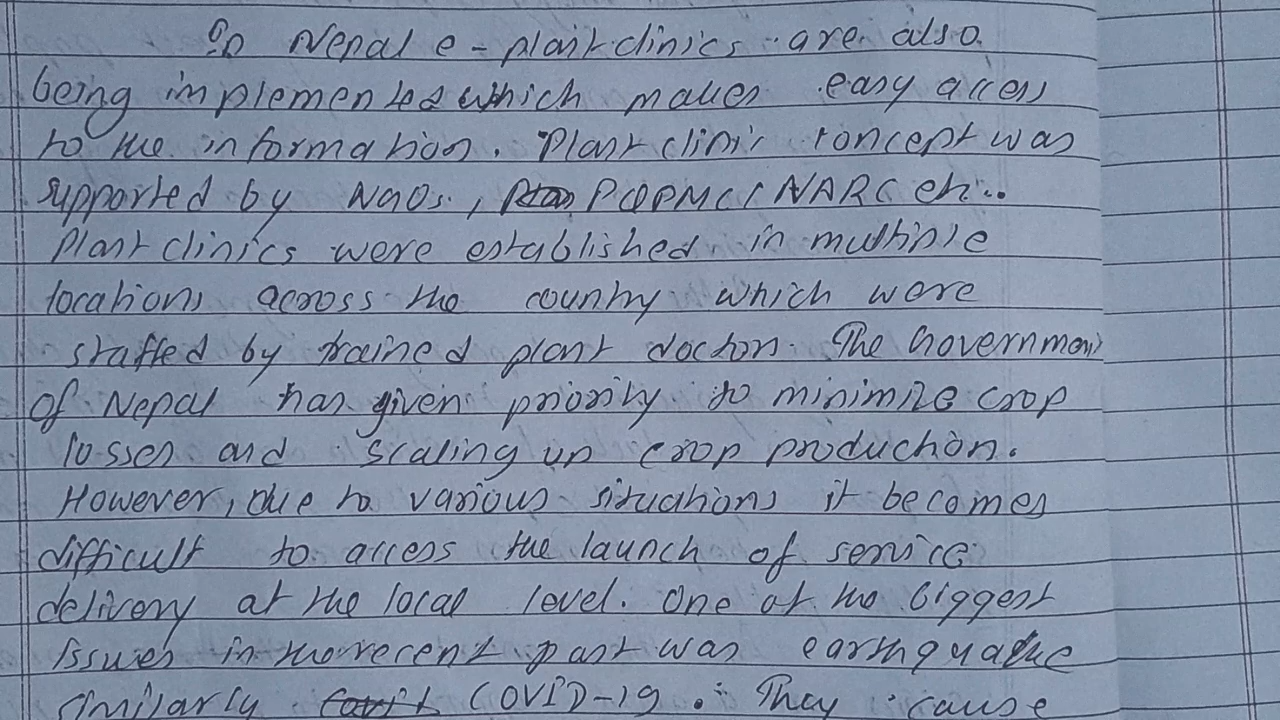 In Nepal e-plant clinics are also
being implemented which makes easy access
to the information. Plant clinic concept was
supported by NGOs, PQPMC/NARC etc..
Plant clinics were established in multiple
locations across the country which were
staffed by trained plant doctors. The Government
of Nepal has given priority to minimize crop
losses and scaling up crop production.
However, due to various situations it becomes
difficult to access the launch of service
delivery at the local level. One of the biggest
issues in the recent past was earthquake
similarly COVID-19. They cause